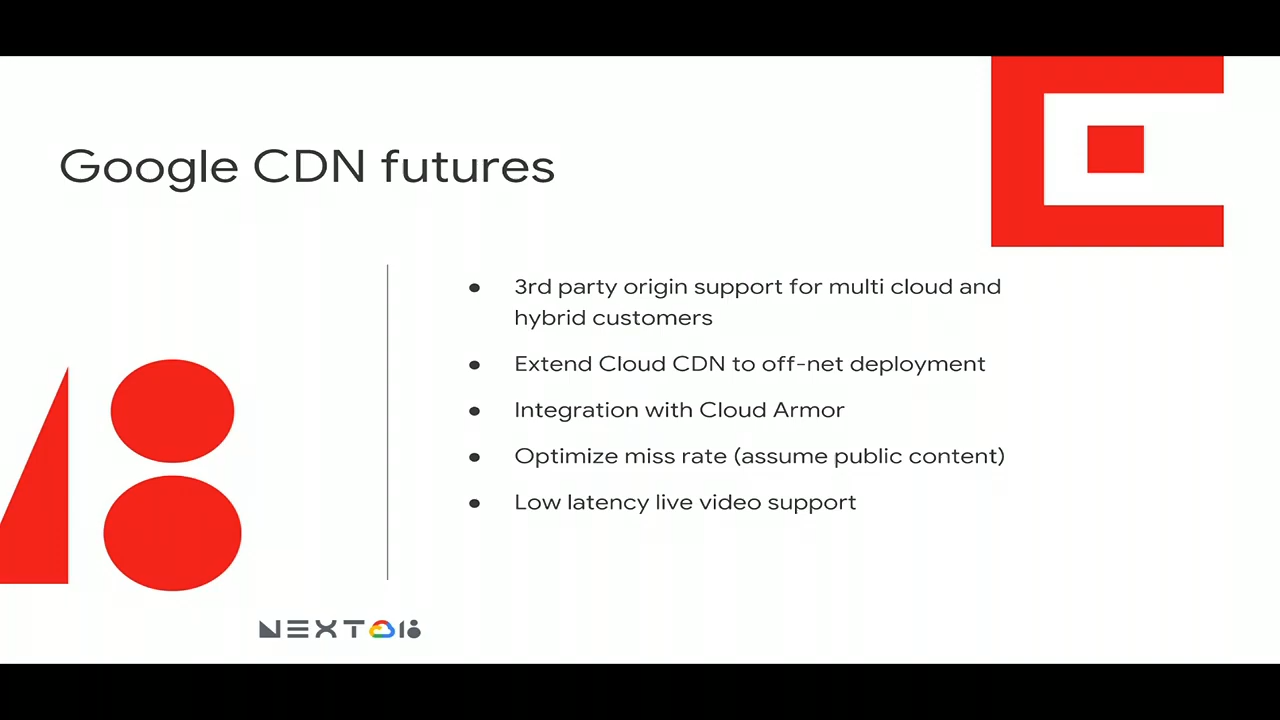 Google CDN futures
● 3rd party origin support for multi cloud and
hybrid customers
● Extend Cloud CDN to off-net deployment
● Integration with Cloud Armor
● Optimize miss rate (assume public content)
● Low latency live video support
NEXT 18